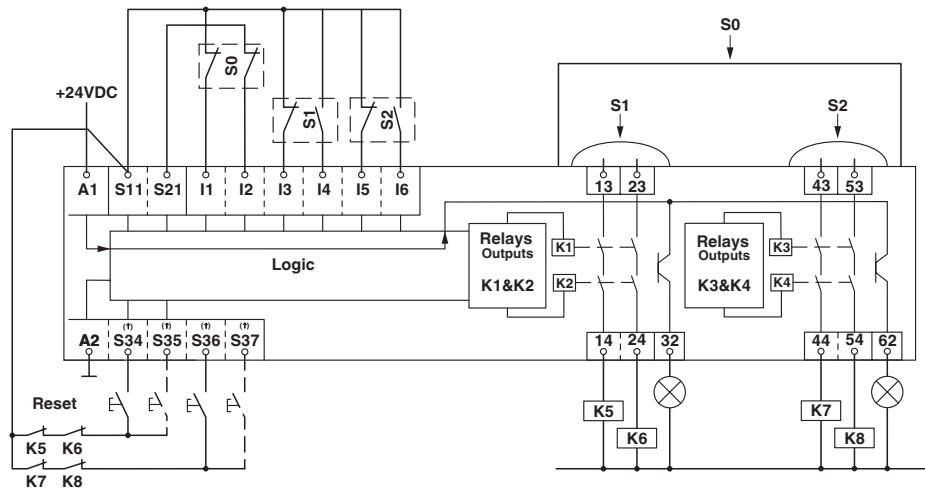 S0
S0
+24VDC
S1
S2
S1
S2
A1 S11 S21 I1 I2 I3 I4 I5 I6
13 23
43 53
Logic
Relays
Outputs
K1&K2
K1
K2
Relays
Outputs
K3&K4
K3
K4
(†) (†) (†) (†)
A2 S34 S35 S36 S37
14 24 32
44 54 62
Reset
K5 K6
K7 K8
K5
K6
K7
K8